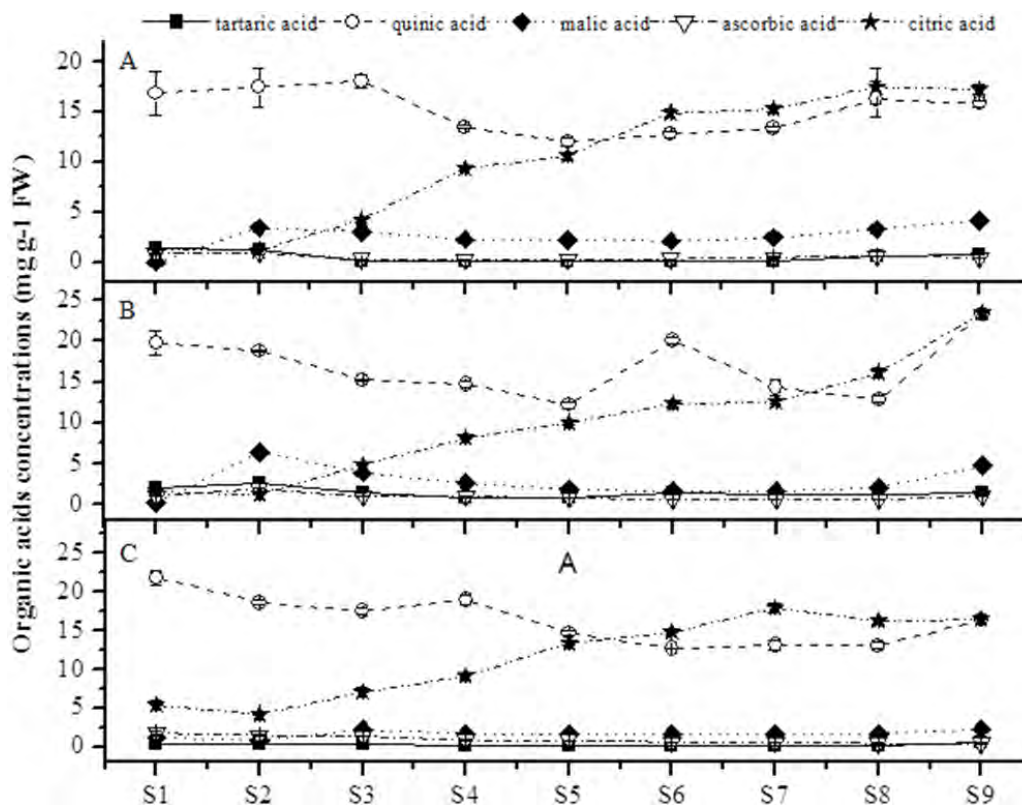 tartaric acid quinic acid malic acid ascorbic acid citric acid
Organic acids concentrations (mg g-1 FW)
A
20
15
10
5
0
B
25
20
15
10
5
0
C
A
25
20
15
10
5
0
S1 S2 S3 S4 S5 S6 S7 S8 S9